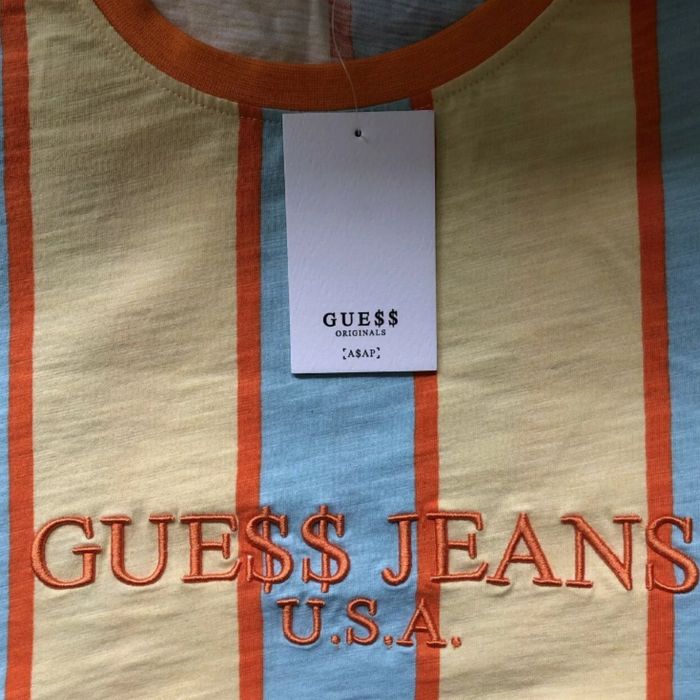 GUE$$
ORIGINALS
[A$AP]
GUE$$ JEANS
U.S.A.